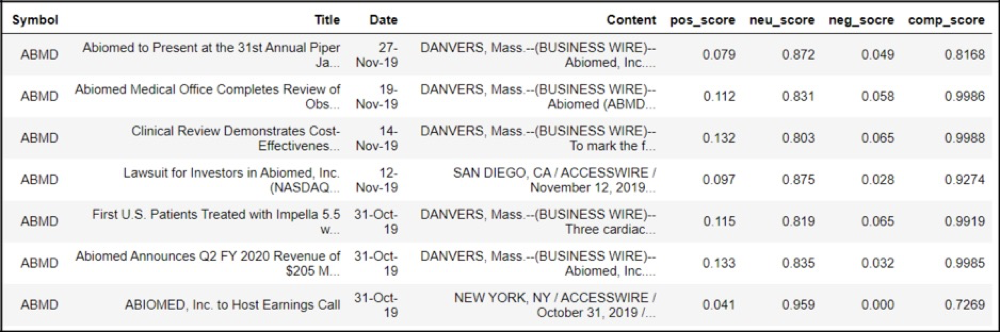 Symbol Title Date Content pos_score neu_score neg_socre comp_score
ABMD Abiomed to Present at the 31st Annual Piper Ja... 27-Nov-19 DANVERS, Mass.--(BUSINESS WIRE)--Abiomed, Inc.... 0.079 0.872 0.049 0.8168
ABMD Abiomed Medical Office Completes Review of Obs... 19-Nov-19 DANVERS, Mass.--(BUSINESS WIRE)--Abiomed (ABMD... 0.112 0.831 0.058 0.9986
ABMD Clinical Review Demonstrates Cost-Effectivenes... 14-Nov-19 DANVERS, Mass.--(BUSINESS WIRE)--To mark the f... 0.132 0.803 0.065 0.9988
ABMD Lawsuit for Investors in Abiomed, Inc. (NASDAQ... 12-Nov-19 SAN DIEGO, CA / ACCESSWIRE / November 12, 2019... 0.097 0.875 0.028 0.9274
ABMD First U.S. Patients Treated with Impella 5.5 w... 31-Oct-19 DANVERS, Mass.--(BUSINESS WIRE)--Three cardiac... 0.115 0.819 0.065 0.9919
ABMD Abiomed Announces Q2 FY 2020 Revenue of $205 M... 31-Oct-19 DANVERS, Mass.--(BUSINESS WIRE)--Abiomed, Inc.... 0.133 0.835 0.032 0.9985
ABMD ABIOMED, Inc. to Host Earnings Call 31-Oct-19 NEW YORK, NY / ACCESSWIRE / October 31, 2019 /... 0.041 0.959 0.000 0.7269